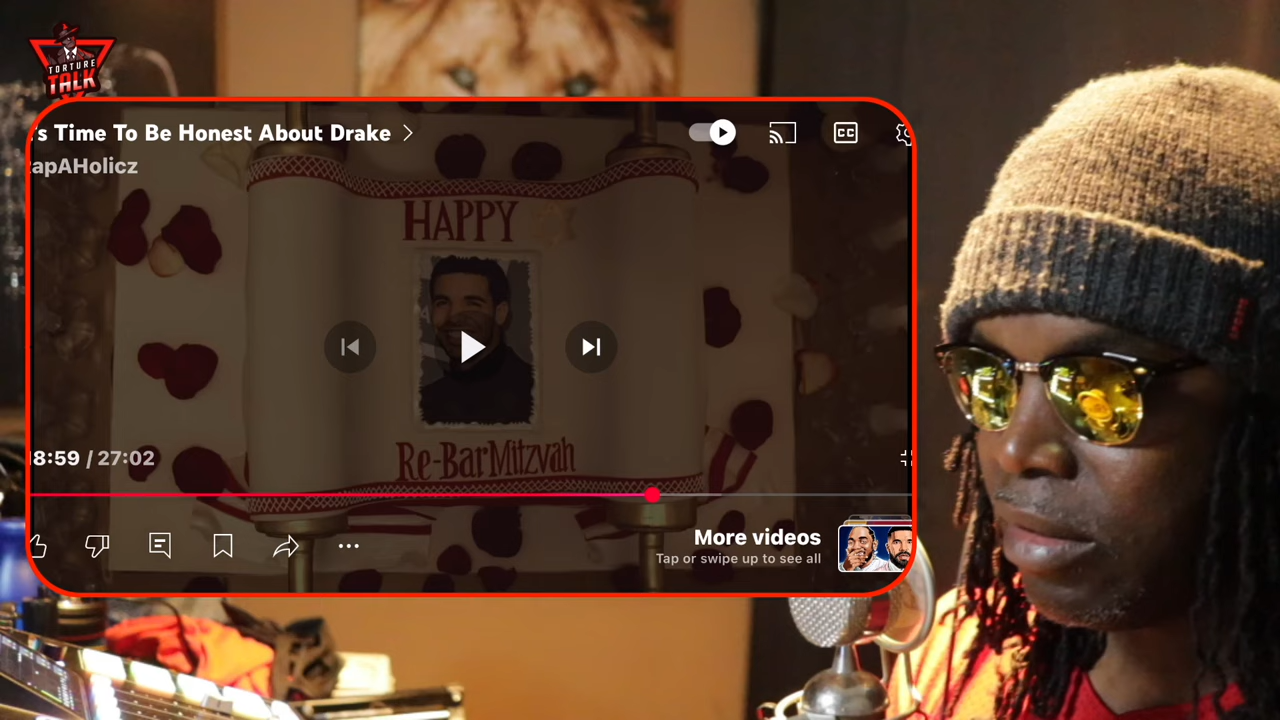 TORTURE
TALK
's Time To Be Honest About Drake
CC
apAHolicz
HAPPY
Re-BarMitzvah
8:59 / 27:02
More videos
Tap or swipe up to see all